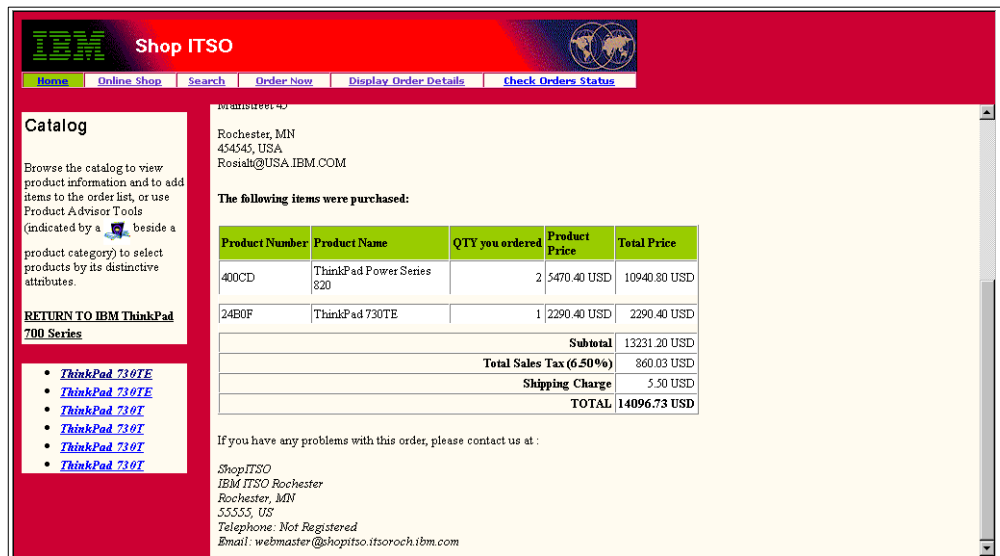 IBM
Shop ITSO
Home Online Shop Search Order Now Display Order Details Check Orders Status
Catalog
Browse the catalog to view
product information and to add
items to the order list, or use
Product Advisor Tools
(indicated by a beside a
product category) to select
products by its distinctive
attributes.
RETURN TO IBM ThinkPad
700 Series
ThinkPad 730TE
ThinkPad 730TE
ThinkPad 730T
ThinkPad 730T
ThinkPad 730T
ThinkPad 730T
Mainstreet 45
Rochester, MN
454545, USA
Rosialt@USA.IBM.COM
The following items were purchased:
Product Number Product Name QTY you ordered Product Price Total Price
400CD ThinkPad Power Series 820 2 5470.40 USD 10940.80 USD
24B0F ThinkPad 730TE 1 2290.40 USD 2290.40 USD
Subtotal 13231.20 USD
Total Sales Tax (6.50%) 860.03 USD
Shipping Charge 5.50 USD
TOTAL 14096.73 USD
If you have any problems with this order, please contact us at :
ShopITSO
IBM ITSO Rochester
Rochester, MN
55555, US
Telephone: Not Registered
Email: webmaster@shopitso.itsoroch.ibm.com